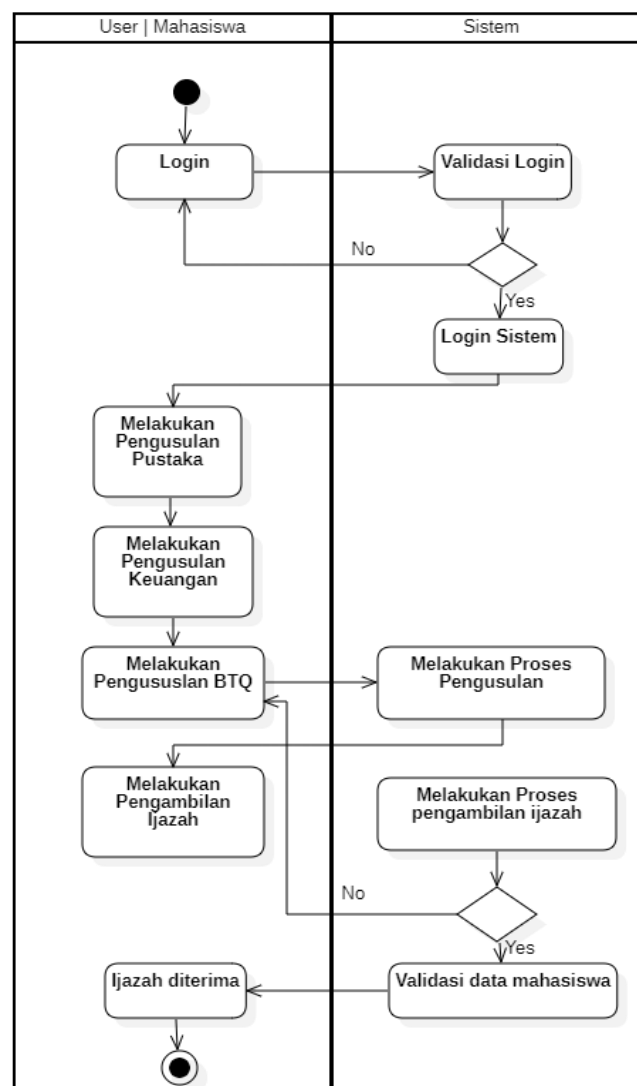 User | Mahasiswa
Sistem
Login
Validasi Login
No
Yes
Login Sistem
Melakukan
Pengusulan
Pustaka
Melakukan
Pengusulan
Keuangan
Melakukan
Pengususlan BTQ
Melakukan Proses
Pengusulan
Melakukan
Pengambilan
Ijazah
Melakukan Proses
pengambilan ijazah
No
Yes
Ijazah diterima
Validasi data mahasiswa